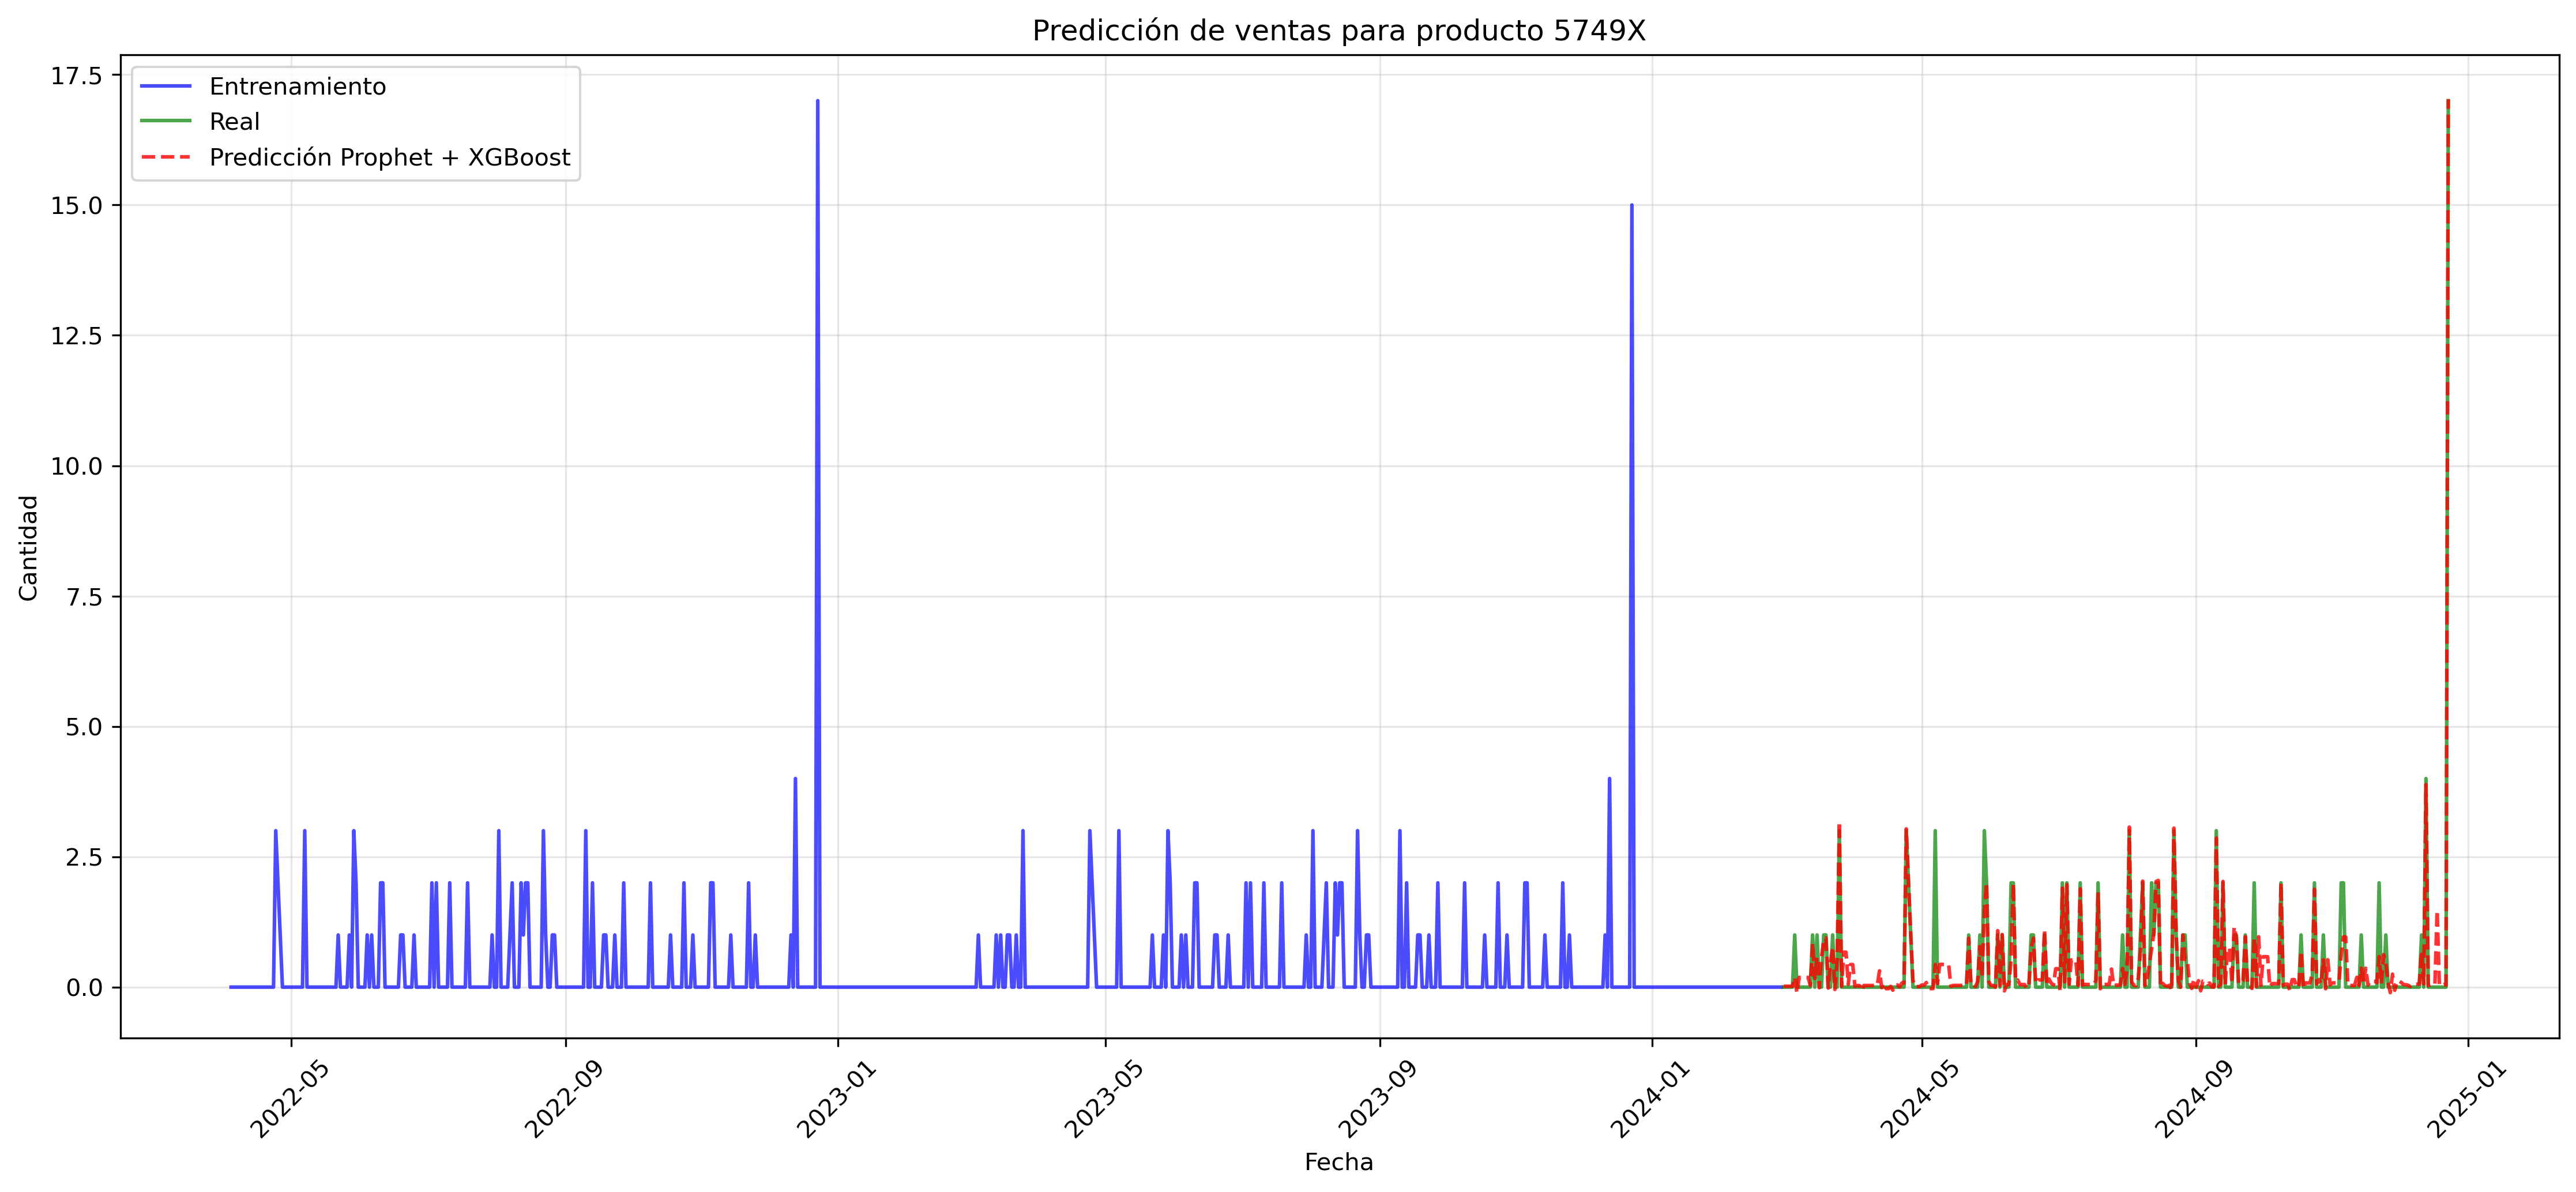 Predicción de ventas para producto 5749X
Entrenamiento
Real
Predicción Prophet + XGBoost
17.5
15.0
12.5
10.0
7.5
5.0
2.5
0.0
Cantidad
2022-05
2022-09
2023-01
2023-05
2023-09
2024-01
2024-05
2024-09
2025-01
Fecha